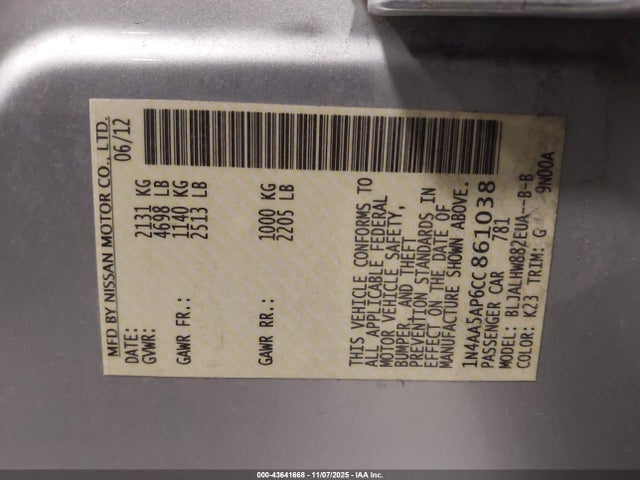 MFD BY NISSAN MOTOR CO., LTD.
DATE: 06/12
GVWR: 2131 KG
4698 LB
GAWR FR.: 1140 KG
2513 LB
GAWR RR.: 1000 KG
2205 LB
THIS VEHICLE CONFORMS TO
ALL APPLICABLE FEDERAL
MOTOR VEHICLE SAFETY,
BUMPER, AND THEFT
PREVENTION STANDARDS IN
EFFECT ON THE DATE OF
MANUFACTURE SHOWN ABOVE.
1N4AA5AP6CC861038
PASSENGER CAR 781
MODEL: BLJALHW882EUA--B-B
COLOR: K23 TRIM: G 9N00A
000-43641668 - 11/07/2025 - IAA Inc.